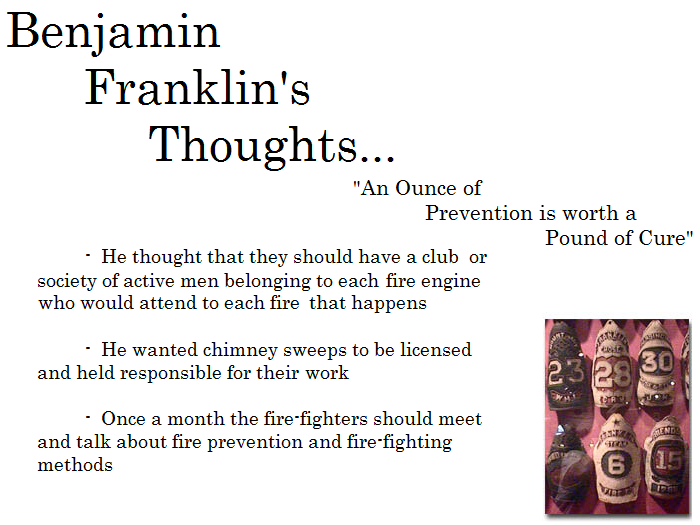 Benjamin
Franklin's
Thoughts...
"An Ounce of
Prevention is worth a
Pound of Cure"
- He thought that they should have a club or
society of active men belonging to each fire engine
who would attend to each fire that happens
- He wanted chimney sweeps to be licensed
and held responsible for their work
- Once a month the fire-fighters should meet
and talk about fire prevention and fire-fighting
methods
23
28
30
6
15